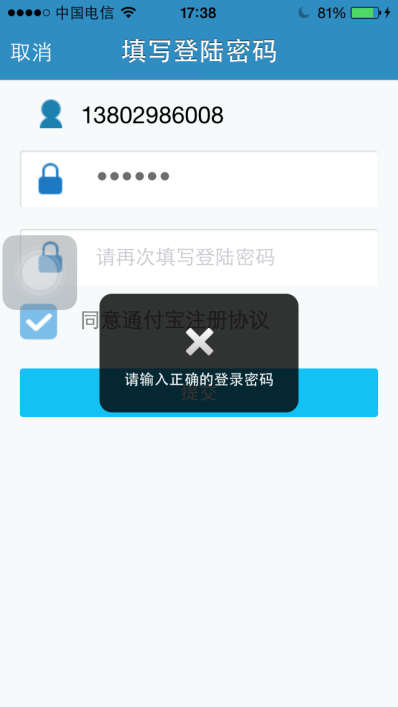 中国电信 17:38 81%
取消 填写登陆密码
13802986008
••••••
请再次填写登陆密码
同意通付宝注册协议
请输入正确的登录密码
提交